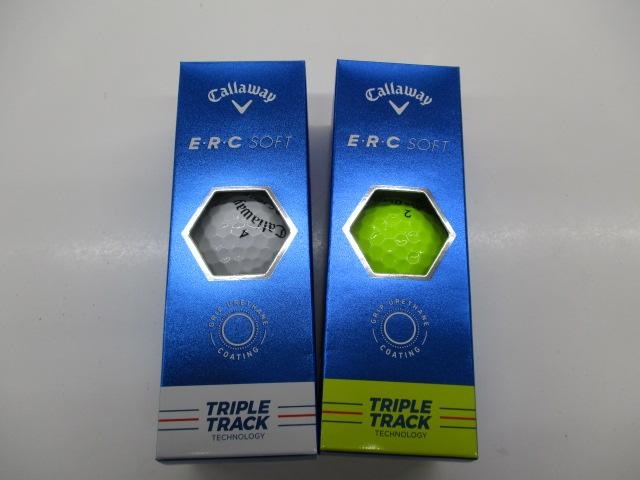 Callaway
E·R·C SOFT
Callaway
4
GRIP URETHANE
COATING
TRIPLE
TRACK
TECHNOLOGY
Callaway
E·R·C SOFT
2
GRIP URETHANE
COATING
TRIPLE
TRACK
TECHNOLOGY